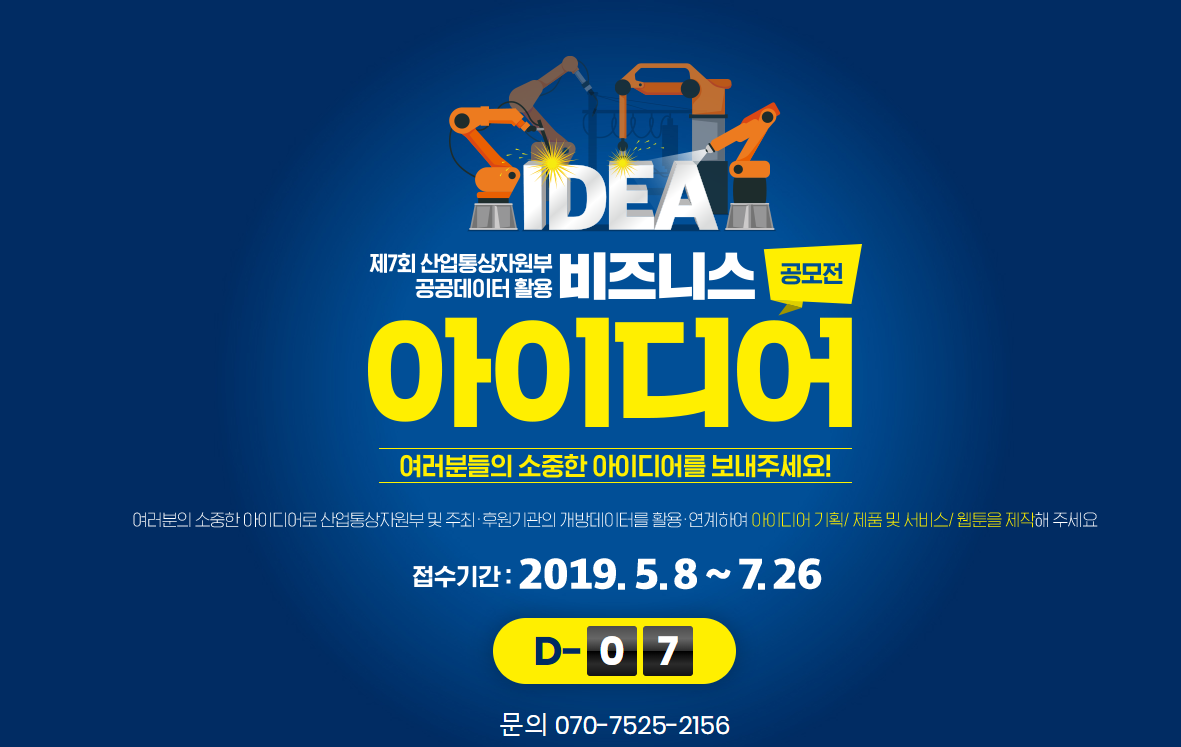 IDEA
제7회 산업통상자원부
공공데이터 활용
비즈니스
공모전
아이디어
여러분들의 소중한 아이디어를 보내주세요!
여러분의 소중한 아이디어로 산업통상자원부 및 주최·후원기관의 개방데이터를 활용·연계하여 아이디어 기획/ 제품 및 서비스/ 웹툰을 제작해 주세요
접수기간 : 2019. 5. 8 ~ 7. 26
D-07
문의 070-7525-2156